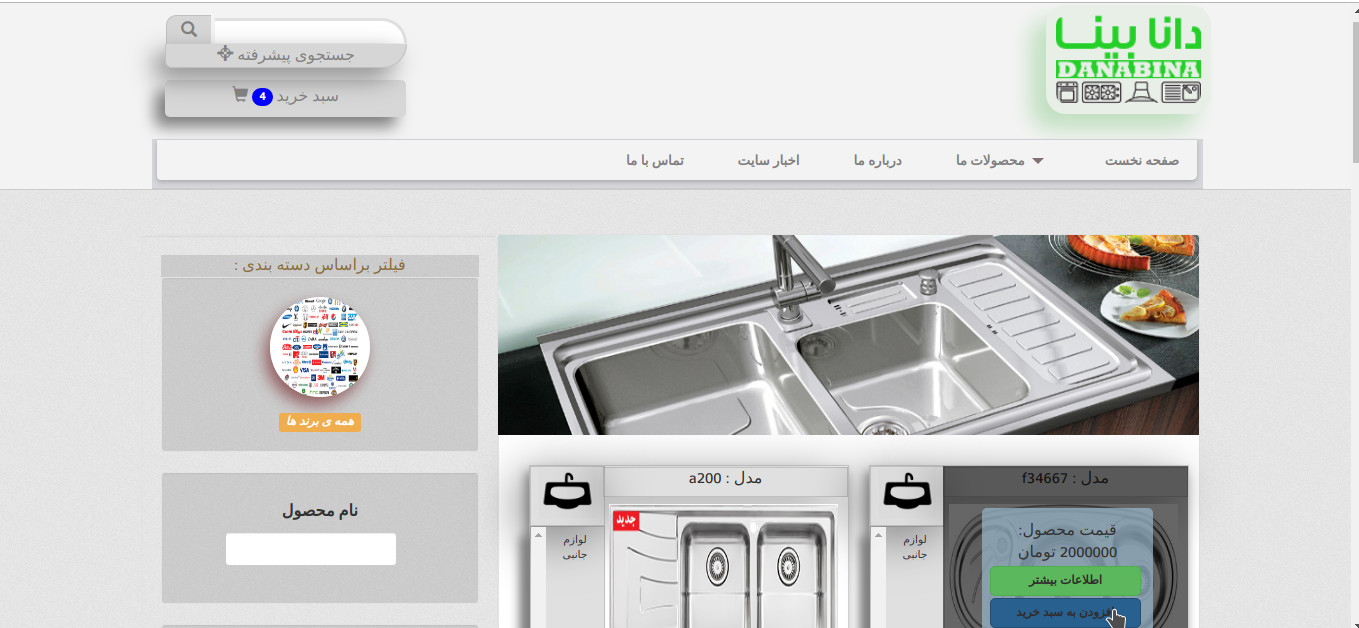 دانا بینا
DANABINA
جستجوی پیشرفته
سبد خرید 4
صفحه نخست
محصولات ما
درباره ما
اخبار سایت
تماس با ما
فیلتر براساس دسته بندی :
همه ی برند ها
نام محصول
مدل : f34667
قیمت محصول:
2000000 تومان
اطلاعات بیشتر
افزودن به سبد خرید
لوازم
جانبی
مدل : a200
جدید
لوازم
جانبی